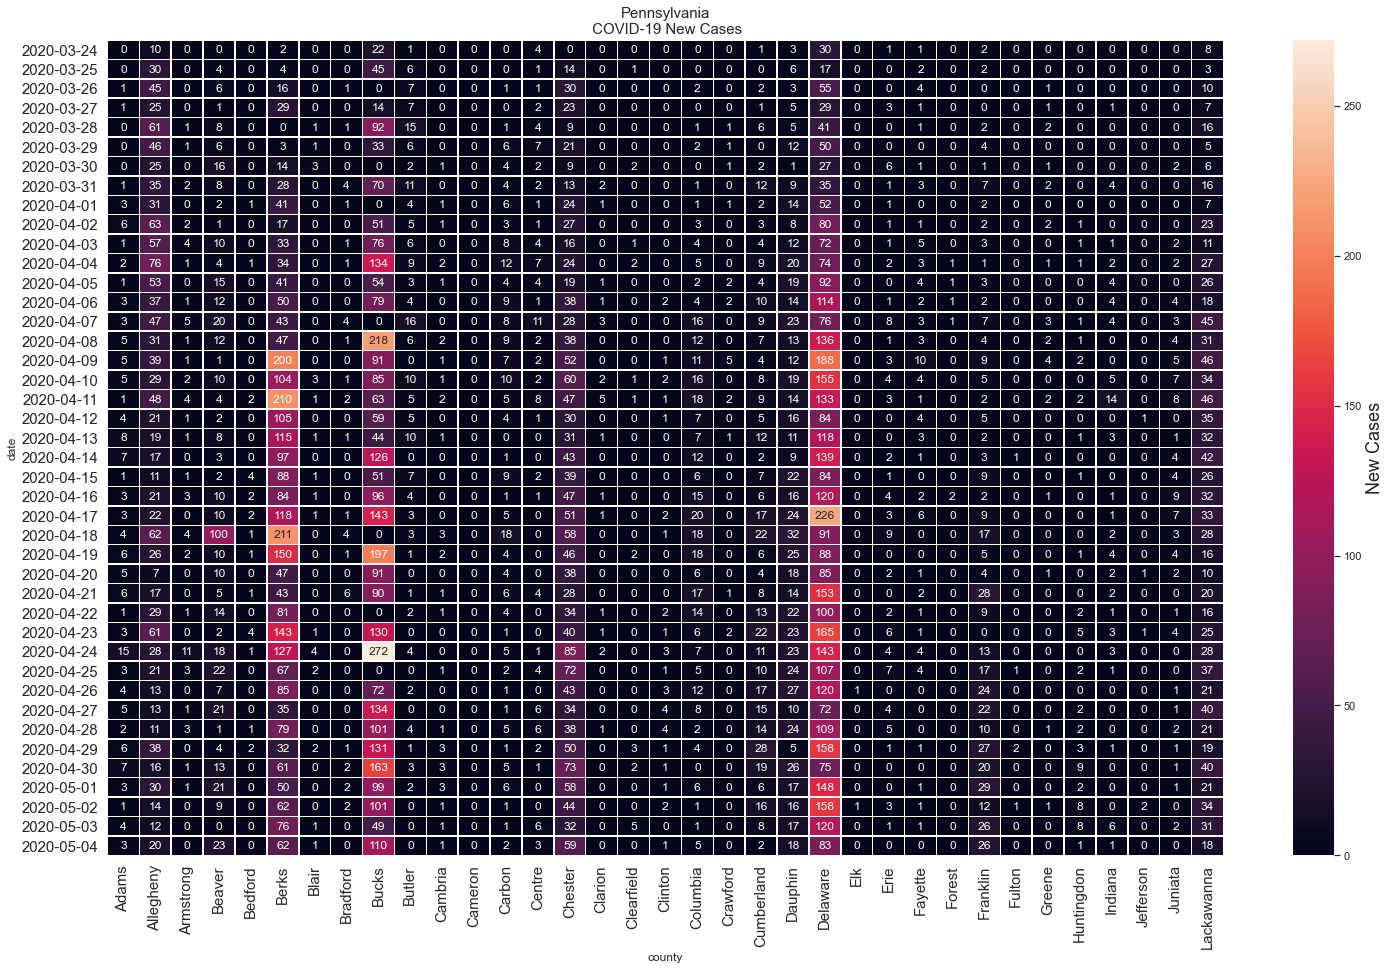 Pennsylvania
COVID-19 New Cases
2020-03-24 0 10 0 0 0 2 0 0 22 1 0 0 0 4 0 0 0 0 0 0 1 3 30 0 1 1 0 2 0 0 0 0 0 0 8
2020-03-25 0 30 0 4 0 4 0 0 45 6 0 0 0 1 14 0 1 0 0 0 0 6 17 0 0 2 0 2 0 0 0 0 0 0 3
2020-03-26 1 45 0 6 0 16 0 1 0 7 0 0 1 1 30 0 0 0 2 0 2 3 55 0 0 4 0 0 0 1 0 0 0 0 10
2020-03-27 1 25 0 1 0 29 0 0 14 7 0 0 0 2 23 0 0 0 0 0 1 5 29 0 3 1 0 0 0 1 0 1 0 0 7
2020-03-28 0 61 1 8 0 0 1 1 92 15 0 0 1 4 9 0 0 0 1 1 6 5 41 0 0 1 0 2 0 2 0 0 0 0 16
2020-03-29 0 46 1 6 0 3 1 0 33 6 0 0 6 7 21 0 0 0 2 1 0 12 50 0 0 0 0 4 0 0 0 0 0 0 5
2020-03-30 0 25 0 16 0 14 3 0 0 2 1 0 4 2 9 0 2 0 0 1 2 1 27 0 6 1 0 1 0 1 0 0 0 2 6
2020-03-31 1 35 2 8 0 28 0 4 70 11 0 0 4 2 13 2 0 0 1 0 12 9 35 0 1 3 0 7 0 2 0 4 0 0 16
2020-04-01 3 31 0 2 1 41 0 1 0 4 1 0 6 1 24 1 0 0 1 1 2 14 52 0 1 0 0 2 0 1 0 0 0 0 7
2020-04-02 6 63 2 1 0 17 0 0 51 5 1 0 3 1 27 0 0 0 3 0 3 8 80 0 1 1 0 2 0 2 1 0 0 0 23
2020-04-03 1 57 4 10 0 33 0 1 76 6 0 0 8 4 16 0 1 0 4 0 4 12 72 0 1 5 0 3 0 0 1 1 0 2 11
2020-04-04 2 76 1 4 1 34 0 1 134 9 2 0 12 7 24 0 2 0 5 0 9 20 74 0 2 3 1 1 0 1 1 2 0 2 27
2020-04-05 1 53 0 15 0 41 0 0 54 3 1 0 4 4 19 1 0 0 2 2 4 19 92 0 0 4 1 3 0 0 0 4 0 0 26
2020-04-06 3 37 1 12 0 50 0 0 79 4 0 0 9 1 38 1 0 2 4 2 10 14 114 0 1 2 1 2 0 0 0 4 0 4 18
2020-04-07 3 47 5 20 0 43 0 4 0 16 0 0 8 11 28 3 0 0 16 0 9 23 76 0 8 3 1 7 0 3 1 4 0 3 45
2020-04-08 5 31 1 12 0 47 0 1 218 6 2 0 9 2 38 0 0 0 12 0 7 13 136 0 1 3 0 4 0 2 1 0 0 4 31
2020-04-09 5 39 1 1 0 200 0 0 91 0 1 0 7 2 52 0 0 1 11 5 4 12 188 0 3 10 0 9 0 4 2 0 0 5 46
2020-04-10 5 29 2 10 0 104 3 1 85 10 1 0 10 2 60 2 1 2 16 0 8 19 155 0 4 4 0 5 0 0 0 5 0 7 34
2020-04-11 1 48 4 4 2 210 1 2 63 5 2 0 5 8 47 5 1 1 18 2 9 14 133 0 3 1 0 2 0 2 2 14 0 8 46
2020-04-12 4 21 1 2 0 105 0 0 59 5 0 0 4 1 30 0 0 1 7 0 5 16 84 0 0 4 0 5 0 0 0 0 1 0 35
2020-04-13 8 19 1 8 0 115 1 1 44 10 1 0 0 0 31 1 0 0 7 1 12 11 118 0 0 3 0 2 0 0 1 3 0 1 32
2020-04-14 7 17 0 3 0 97 0 0 126 0 0 0 1 0 43 0 0 0 12 0 2 9 139 0 2 1 0 3 1 0 0 0 0 4 42
2020-04-15 1 11 1 2 4 88 1 0 51 7 0 0 9 2 39 0 0 0 0 0 7 22 84 0 1 0 0 9 0 0 1 0 0 4 26
2020-04-16 3 21 3 10 2 84 1 0 96 4 0 0 1 1 47 1 0 0 15 0 6 16 120 0 4 2 2 2 0 1 0 1 0 9 32
2020-04-17 3 22 0 10 2 118 1 1 143 3 0 0 5 0 51 1 0 2 20 0 17 24 226 0 3 6 0 9 0 0 0 1 0 7 33
2020-04-18 4 62 4 100 1 211 0 4 0 3 3 0 18 0 58 0 0 1 18 0 22 32 91 0 9 0 0 17 0 0 0 2 0 3 28
2020-04-19 6 26 2 10 1 150 0 1 197 1 2 0 4 0 46 0 2 0 18 0 6 25 88 0 0 0 0 5 0 0 1 4 0 4 16
2020-04-20 5 7 0 10 0 47 0 0 91 0 0 0 4 0 38 0 0 0 6 0 4 18 85 0 2 1 0 4 0 1 0 2 1 2 10
2020-04-21 6 17 0 5 1 43 0 6 90 1 1 0 6 4 28 0 0 0 17 1 8 14 153 0 0 2 0 28 0 0 0 2 0 0 20
2020-04-22 1 29 1 14 0 81 0 0 0 2 1 0 4 0 34 1 0 2 14 0 13 22 100 0 2 1 0 9 0 0 2 1 0 1 16
2020-04-23 3 61 0 2 4 143 1 0 130 0 0 0 1 0 40 1 0 1 6 2 22 23 165 0 6 1 0 0 0 0 5 3 1 4 25
2020-04-24 15 28 11 18 1 127 4 0 272 4 0 0 5 1 85 2 0 3 7 0 11 23 143 0 4 4 0 13 0 0 0 3 0 0 28
2020-04-25 3 21 3 22 0 67 2 0 0 0 1 0 2 4 72 0 0 1 5 0 10 24 107 0 7 4 0 17 1 0 2 1 0 0 37
2020-04-26 4 13 0 7 0 85 0 0 72 2 0 0 1 0 43 0 0 3 12 0 17 27 120 1 0 0 0 24 0 0 0 0 0 1 21
2020-04-27 5 13 1 21 0 35 0 0 134 0 0 0 1 6 34 0 0 4 8 0 15 10 72 0 4 0 0 22 0 0 2 0 0 1 40
2020-04-28 2 11 3 1 1 79 0 0 101 4 1 0 5 6 38 1 0 4 2 0 14 24 109 0 5 0 0 10 0 1 2 0 0 2 21
2020-04-29 6 38 0 4 2 32 2 1 131 1 3 0 1 2 50 0 3 1 4 0 28 5 158 0 1 1 0 27 2 0 3 1 0 1 19
2020-04-30 7 16 1 13 0 61 0 2 163 3 3 0 5 1 73 0 2 1 0 0 19 26 75 0 0 0 0 20 0 0 9 0 0 1 40
2020-05-01 3 30 1 21 0 50 0 2 99 2 3 0 6 0 58 0 0 1 6 0 6 17 148 0 0 1 0 29 0 0 2 0 0 1 21
2020-05-02 1 14 0 9 0 62 0 2 101 0 1 0 1 0 44 0 0 2 1 0 16 16 158 1 3 1 0 12 1 1 8 0 2 0 34
2020-05-03 4 12 0 0 0 76 1 0 49 0 1 0 1 6 32 0 5 0 1 0 8 17 120 0 1 1 0 26 0 0 8 6 0 2 31
2020-05-04 3 20 0 23 0 62 1 0 110 0 1 0 2 3 59 0 0 1 5 0 2 18 83 0 0 0 0 26 0 0 1 1 0 0 18
date
Adams Allegheny Armstrong Beaver Bedford Berks Blair Bradford Bucks Butler Cambria Cameron Carbon Centre Chester Clarion Clearfield Clinton Columbia Crawford Cumberland Dauphin Delaware Elk Erie Fayette Forest Franklin Fulton Greene Huntingdon Indiana Jefferson Juniata Lackawanna
county
250
200
150
100
50
0
New Cases